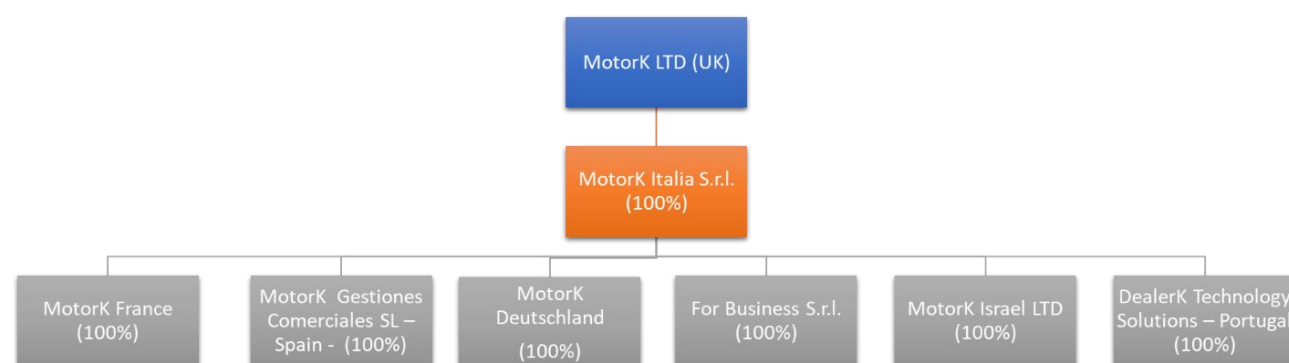 MotorK LTD (UK)
MotorK Italia S.r.l.
(100%)
MotorK France
(100%)
MotorK Gestiones
Comerciales SL –
Spain - (100%)
MotorK
Deutschland
(100%)
For Business S.r.l.
(100%)
MotorK Israel LTD
(100%)
DealerK Technology
Solutions – Portugal
(100%)